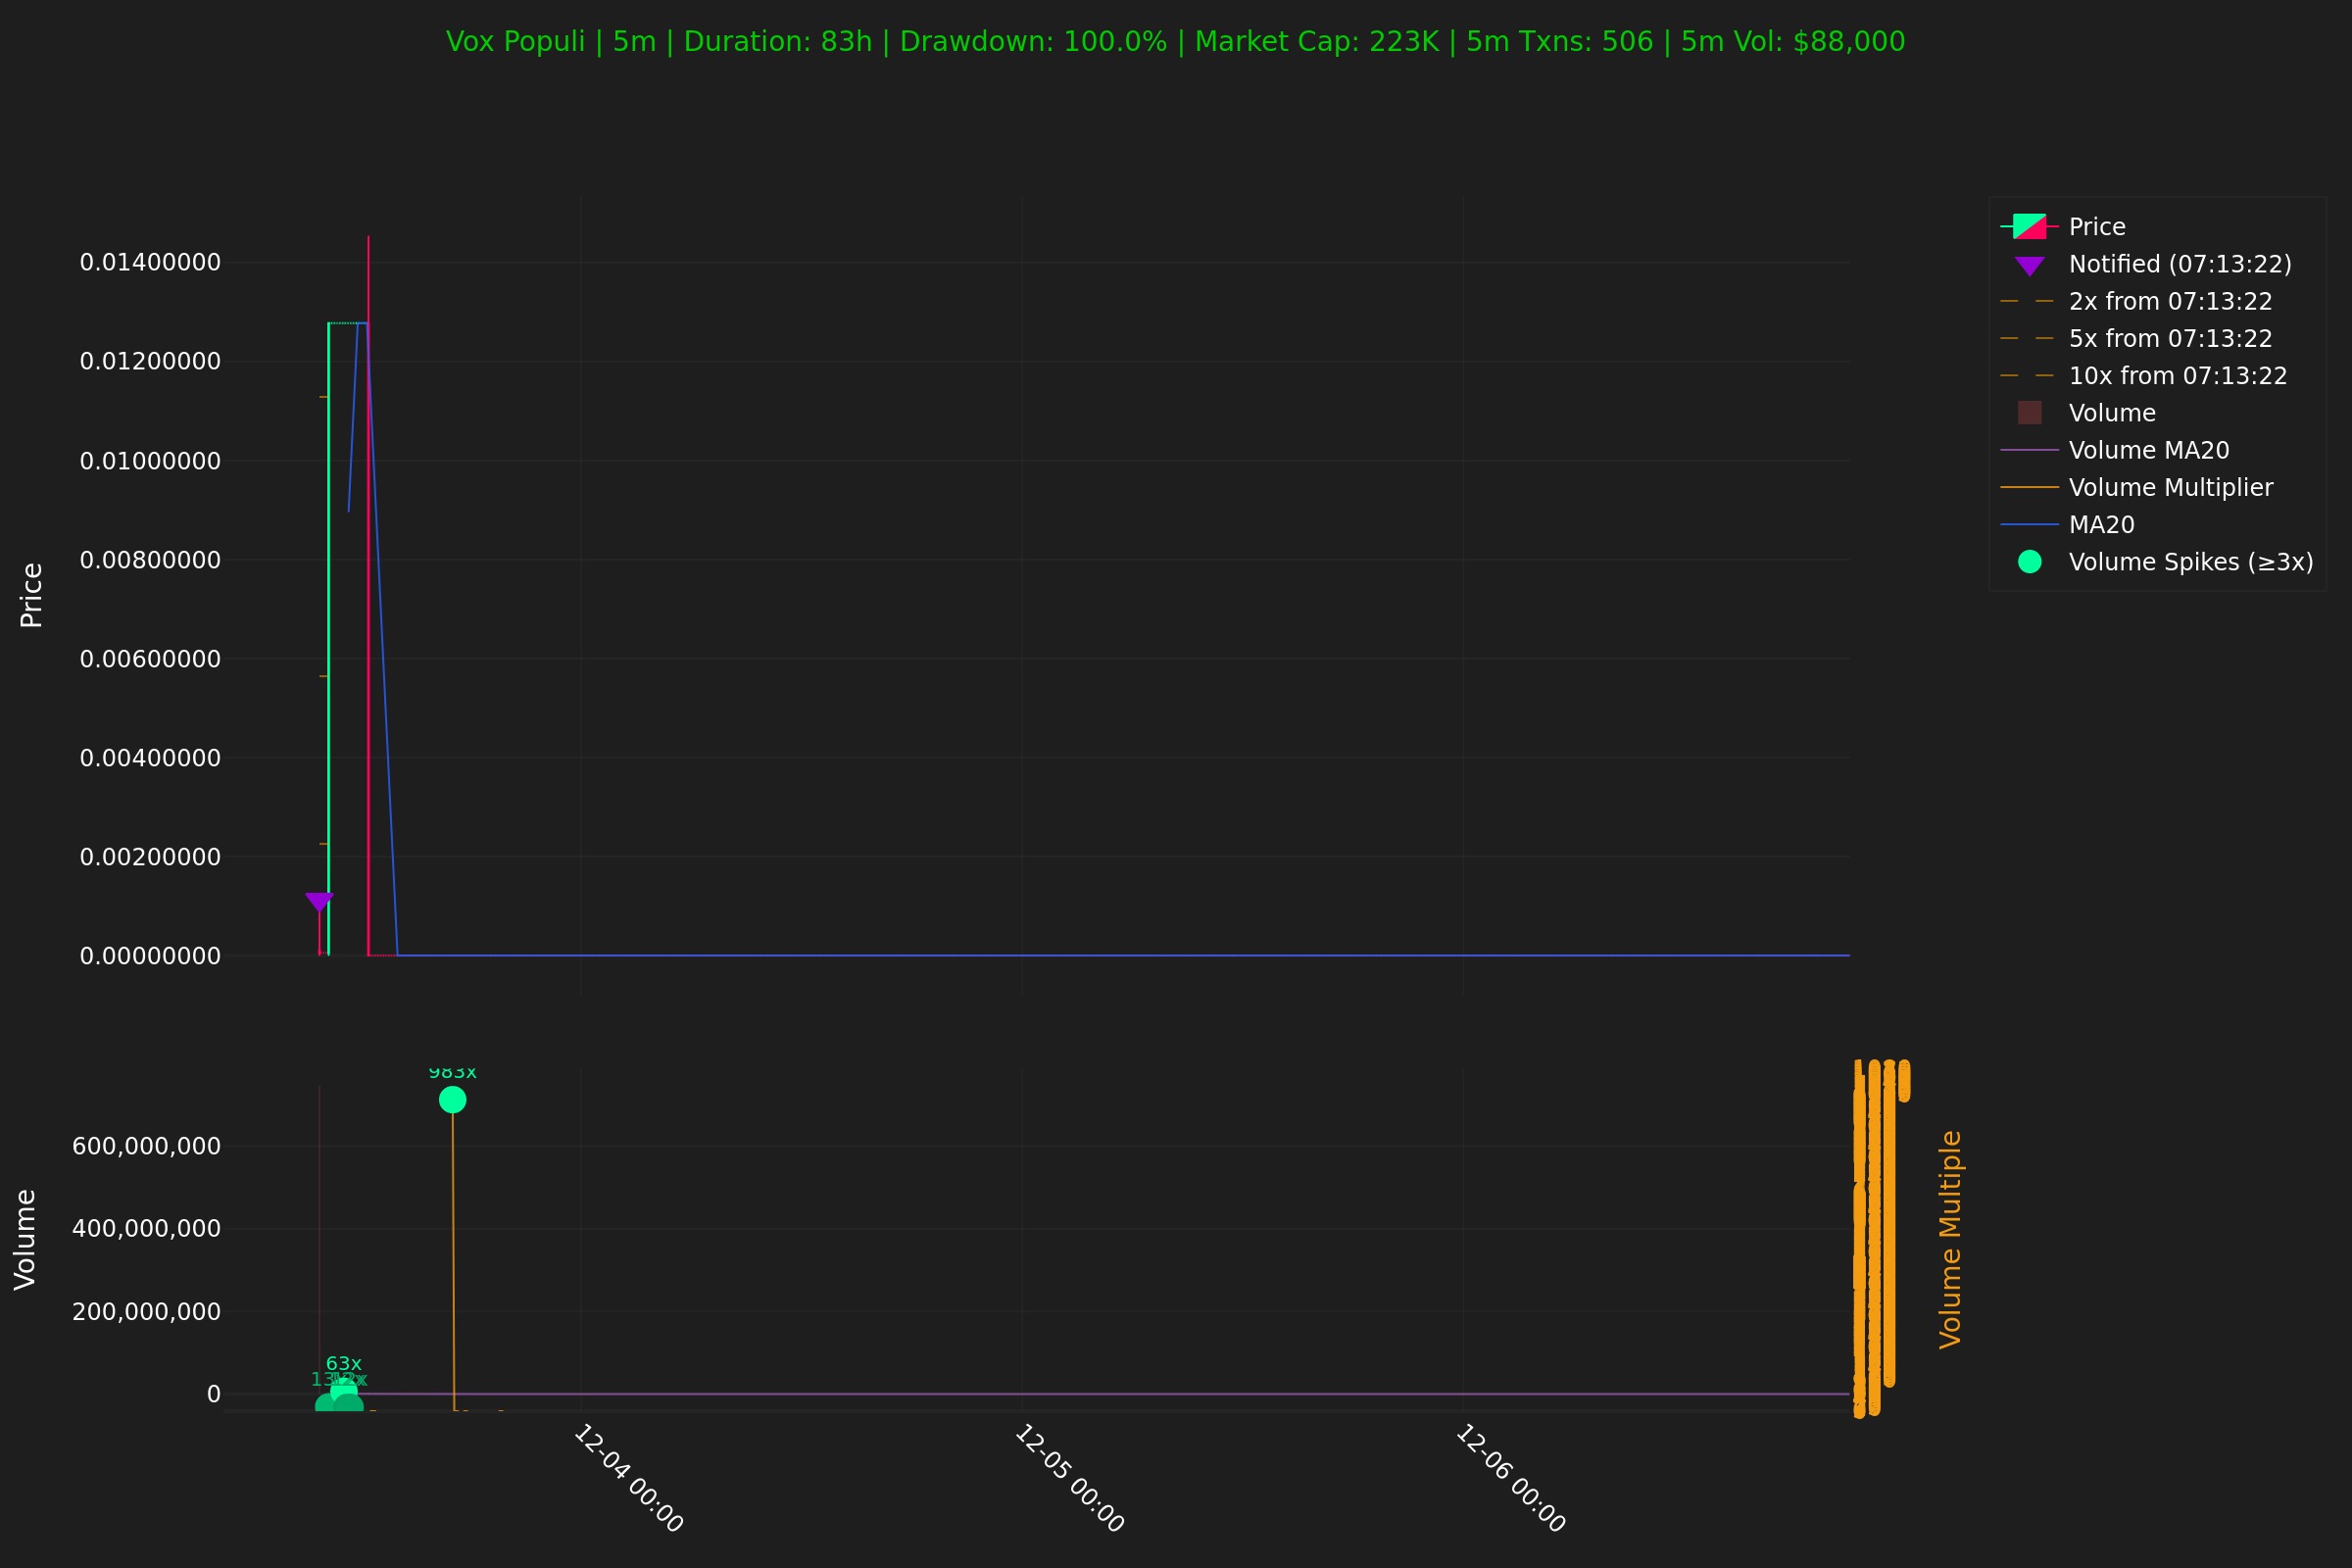 Vox Populi | 5m | Duration: 83h | Drawdown: 100.0% | Market Cap: 223K | 5m Txns: 506 | 5m Vol: $88,000
Price
0.01400000
0.01200000
0.01000000
0.00800000
0.00600000
0.00400000
0.00200000
0.00000000
Price
Notified (07:13:22)
2x from 07:13:22
5x from 07:13:22
10x from 07:13:22
Volume
Volume MA20
Volume Multiplier
MA20
Volume Spikes (≥3x)
Volume
600,000,000
400,000,000
200,000,000
0
983x
63x
Volume Multiple
12-04 00:00
12-05 00:00
12-06 00:00